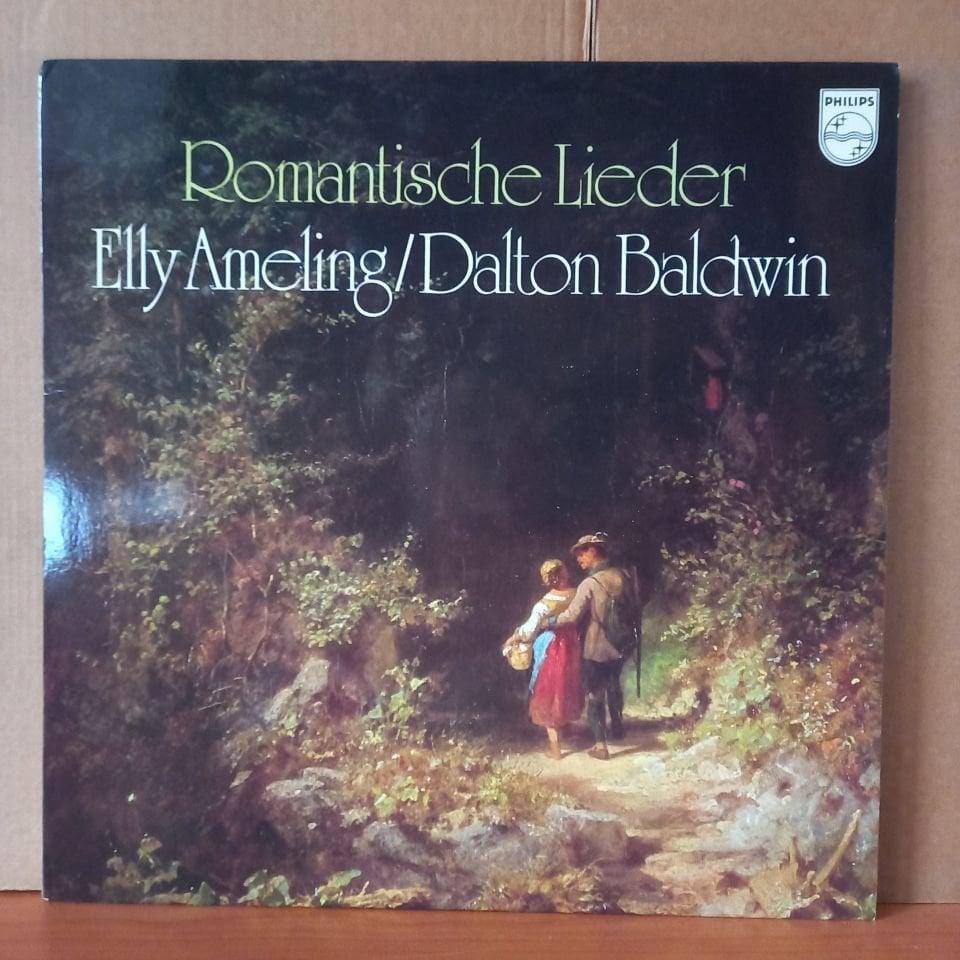 PHILIPS
Romantische Lieder
Elly Ameling/Dalton Baldwin